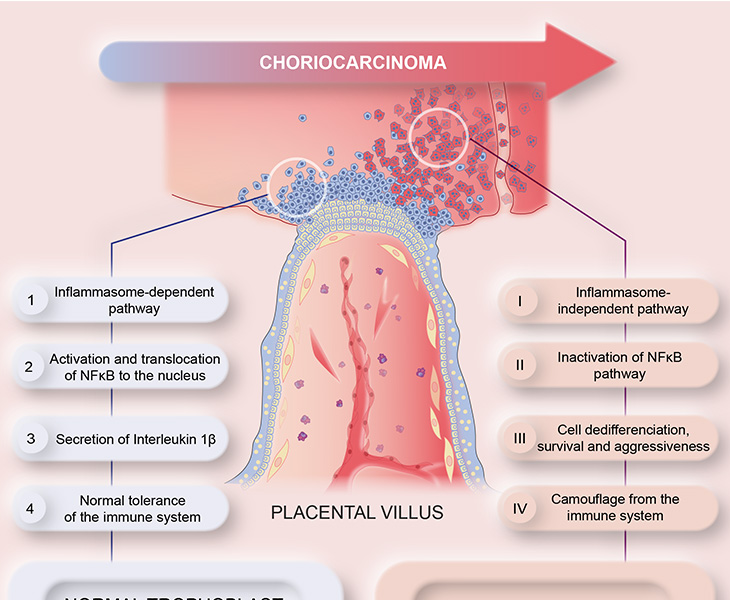 CHORIOCARCINOMA
1
Inflammasome-dependent
pathway
2
Activation and translocation
of NFκB to the nucleus
3
Secretion of Interleukin 1β
4
Normal tolerance
of the immune system
I
Inflammasome-
independent pathway
II
Inactivation of NFκB
pathway
III
Cell dedifferenciation,
survival and aggressiveness
IV
Camouflage from the
immune system
PLACENTAL VILLUS
NORMAL TROPHOBLAST